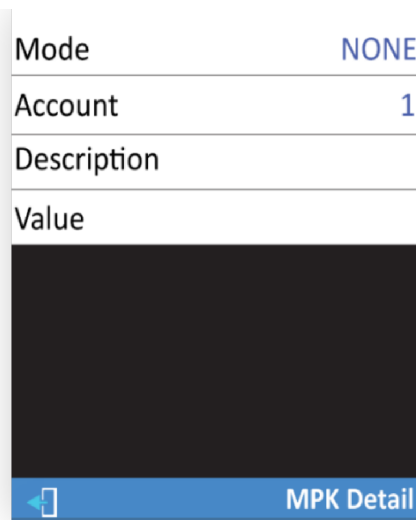 Mode NONE
Account 1
Description
Value
MPK Detail